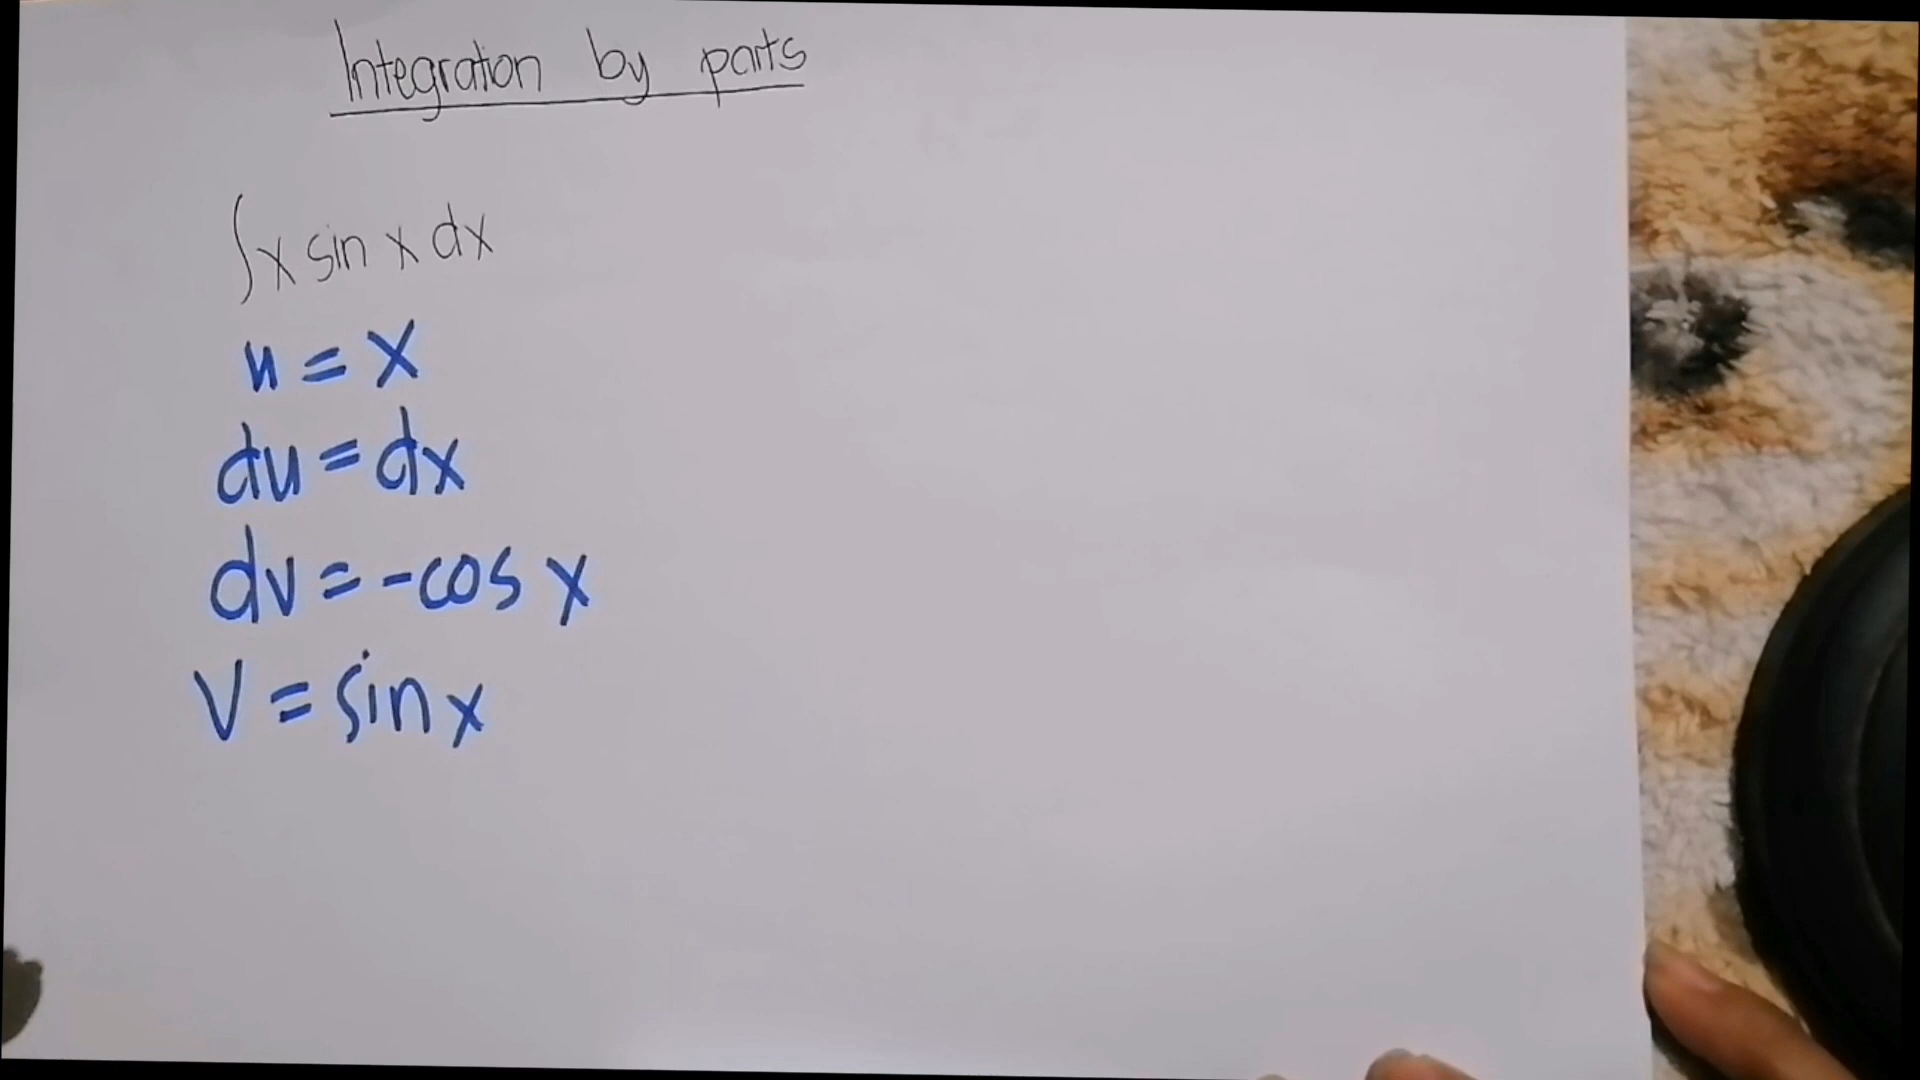 Integration by parts
∫x sin x dx
u = x
du = dx
dv = -cos x
V = sin x